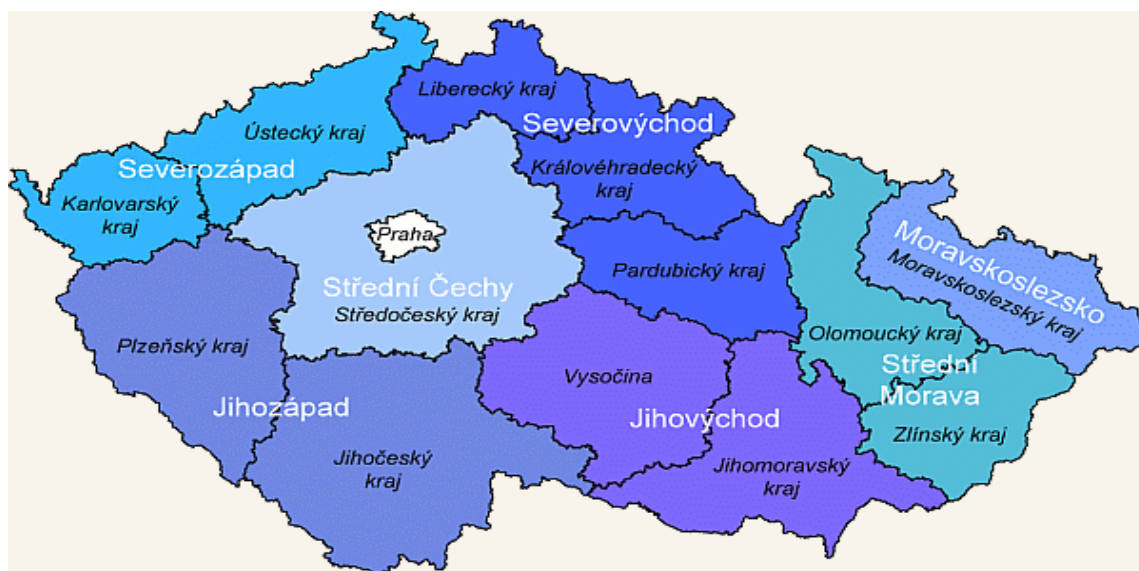 Liberecký kraj
Ústecký kraj
Severovýchod
Severozápad
Královéhradecký
kraj
Karlovarský
kraj
Praha
Moravskoslezsko
Moravskoslezský kraj
Pardubický kraj
Střední Čechy
Středočeský kraj
Olomoucký kraj
Plzeňský kraj
Střední
Morava
Vysočina
Jihozápad
Jihovýchod
Zlínský kraj
Jihočeský
kraj
Jihomoravský
kraj